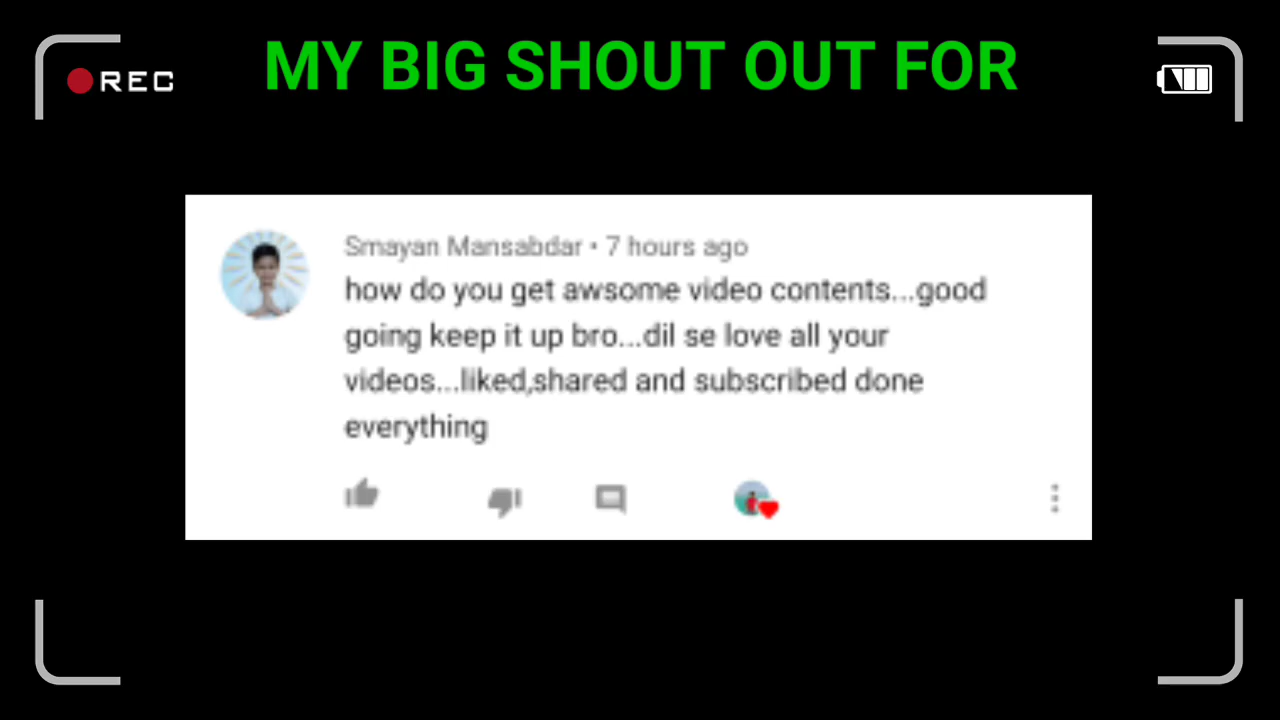 REC
MY BIG SHOUT OUT FOR
Smayan Mansabdar • 7 hours ago
how do you get awsome video contents...good
going keep it up bro...dil se love all your
videos...liked,shared and subscribed done
everything